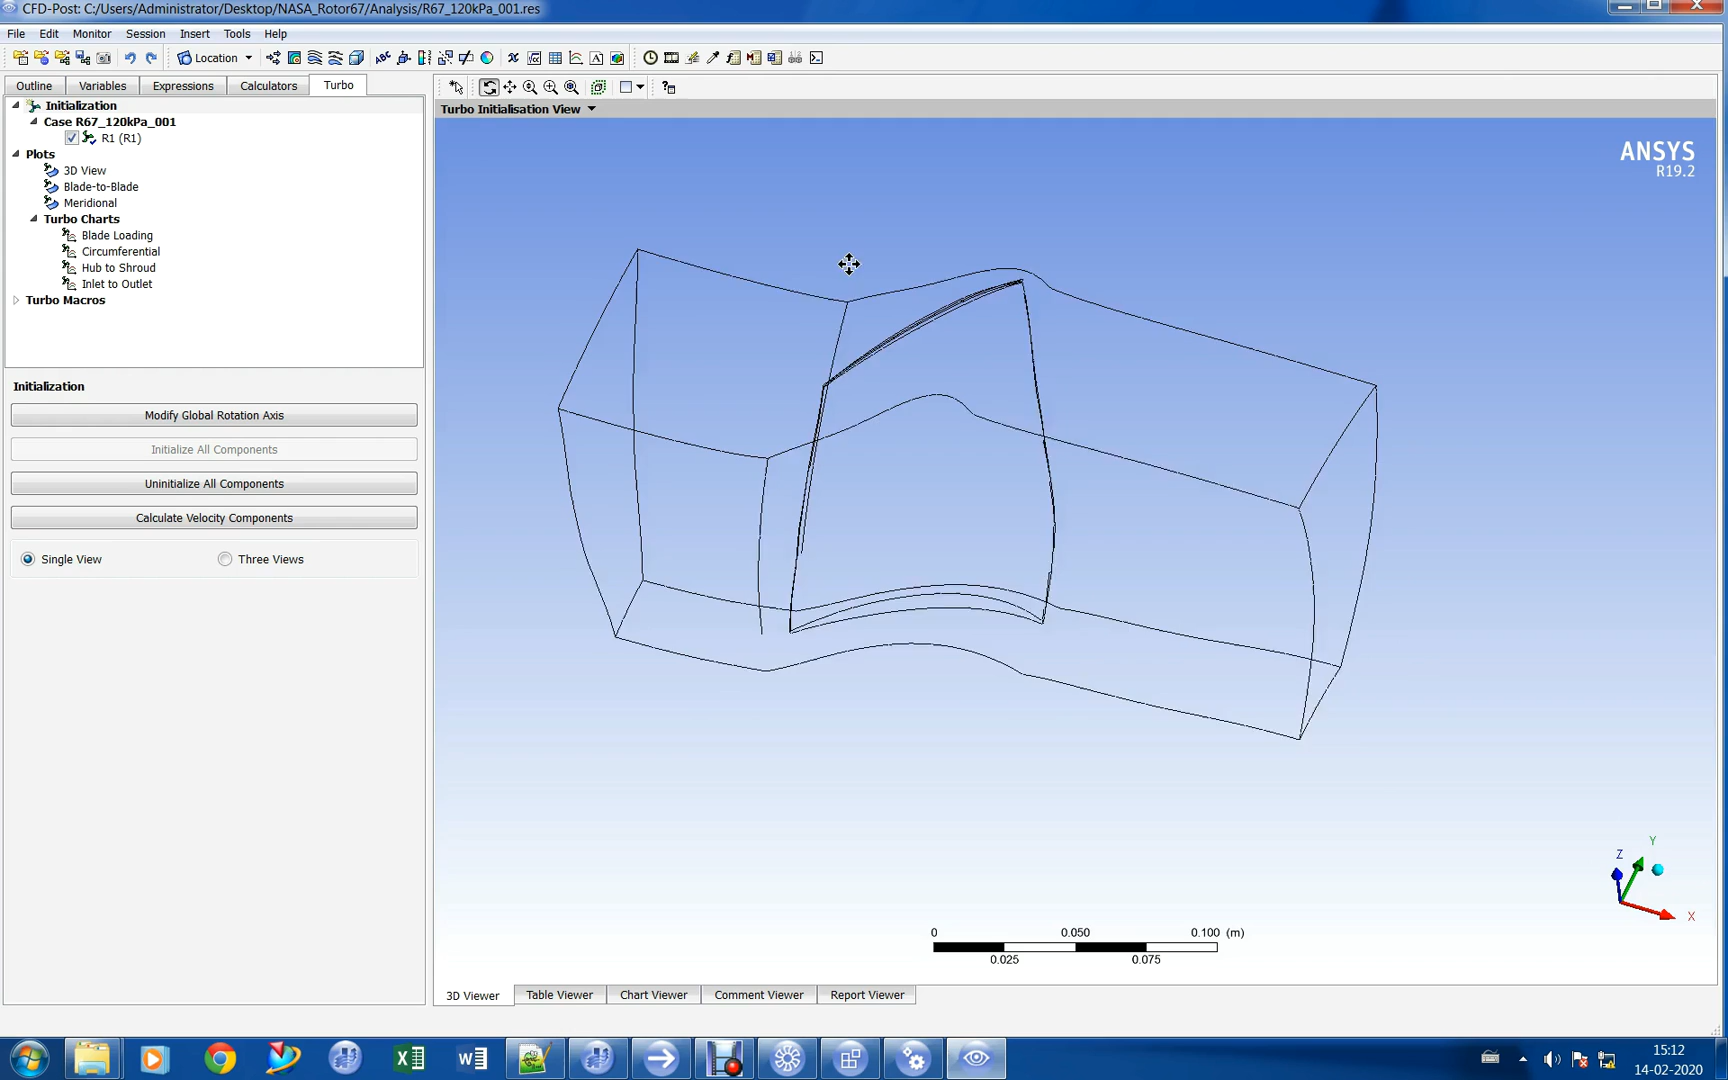 CFD-Post: C:/Users/Administrator/Desktop/NASA_Rotor67/Analysis/R67_120kPa_001.res
File Edit Monitor Session Insert Tools Help
Location
Outline Variables Expressions Calculators Turbo
Initialization
Case R67_120kPa_001
R1 (R1)
Plots
3D View
Blade-to-Blade
Meridional
Turbo Charts
Blade Loading
Circumferential
Hub to Shroud
Inlet to Outlet
Turbo Macros
Initialization
Modify Global Rotation Axis
Initialize All Components
Uninitialize All Components
Calculate Velocity Components
Single View Three Views
Turbo Initialisation View
ANSYS
R19.2
Y
Z
X
0 0.050 0.100 (m)
0.025 0.075
3D Viewer Table Viewer Chart Viewer Comment Viewer Report Viewer
15:12
14-02-2020